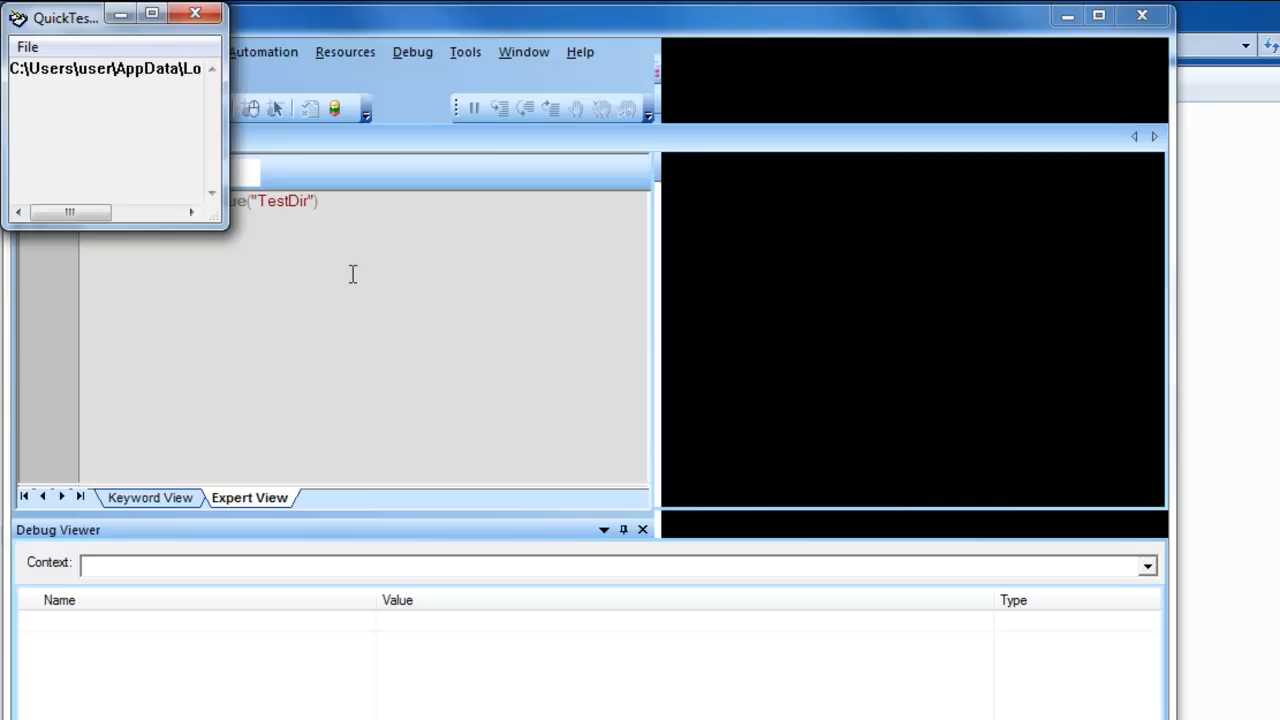 QuickTes...
File
C:\Users\user\AppData\Lo
Automation Resources Debug Tools Window Help
ue("TestDir")
Keyword View Expert View
Debug Viewer
Context:
Name Value Type